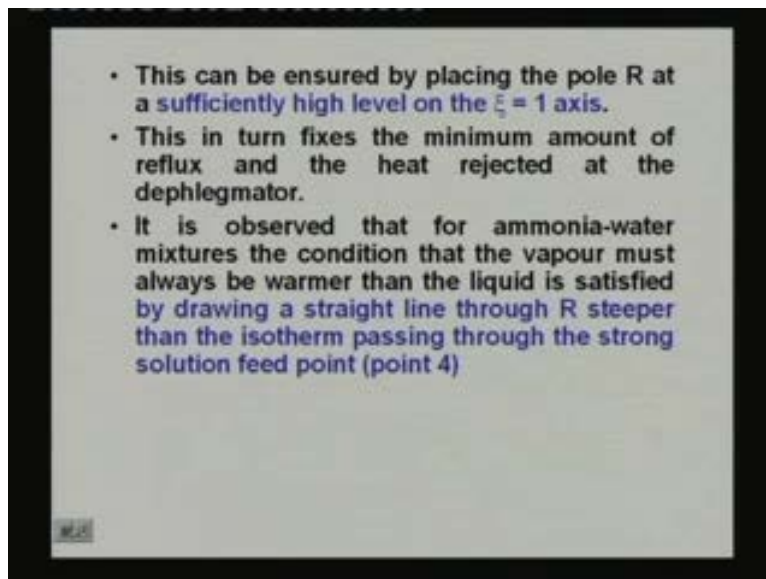 • This can be ensured by placing the pole R at
a sufficiently high level on the ξ = 1 axis.
• This in turn fixes the minimum amount of
reflux and the heat rejected at the
dephlegmator.
• It is observed that for ammonia-water
mixtures the condition that the vapour must
always be warmer than the liquid is satisfied
by drawing a straight line through R steeper
than the isotherm passing through the strong
solution feed point (point 4)